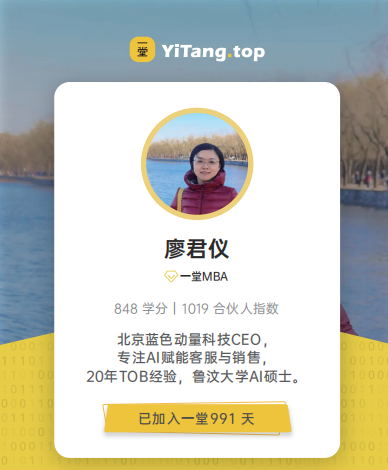 一堂
YiTang.top
廖君仪
一堂MBA
848 学分 | 1019 合伙人指数
北京蓝色动量科技CEO，
专注AI赋能客服与销售，
20年TOB经验，鲁汶大学AI硕士。
已加入一堂991 天